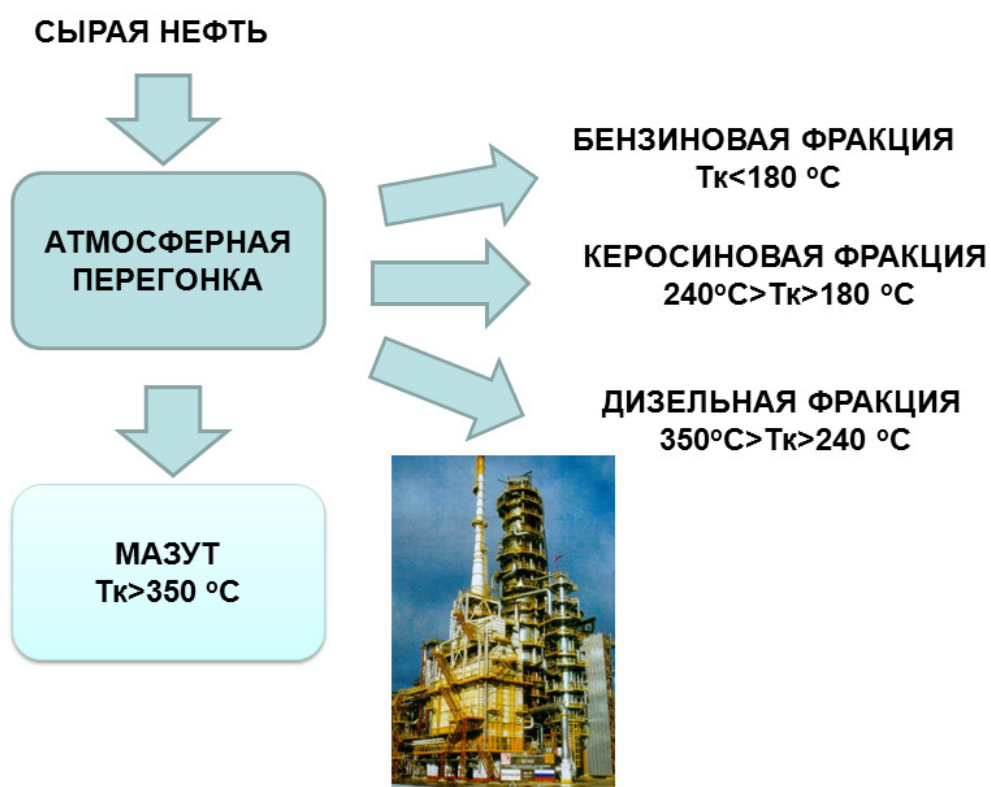 СЫРАЯ НЕФТЬ
АТМОСФЕРНАЯ
ПЕРЕГОНКА
БЕНЗИНОВАЯ ФРАКЦИЯ
Тк<180 °С
КЕРОСИНОВАЯ ФРАКЦИЯ
240°С>Тк>180 °С
ДИЗЕЛЬНАЯ ФРАКЦИЯ
350°С>Тк>240 °С
МАЗУТ
Тк>350 °С